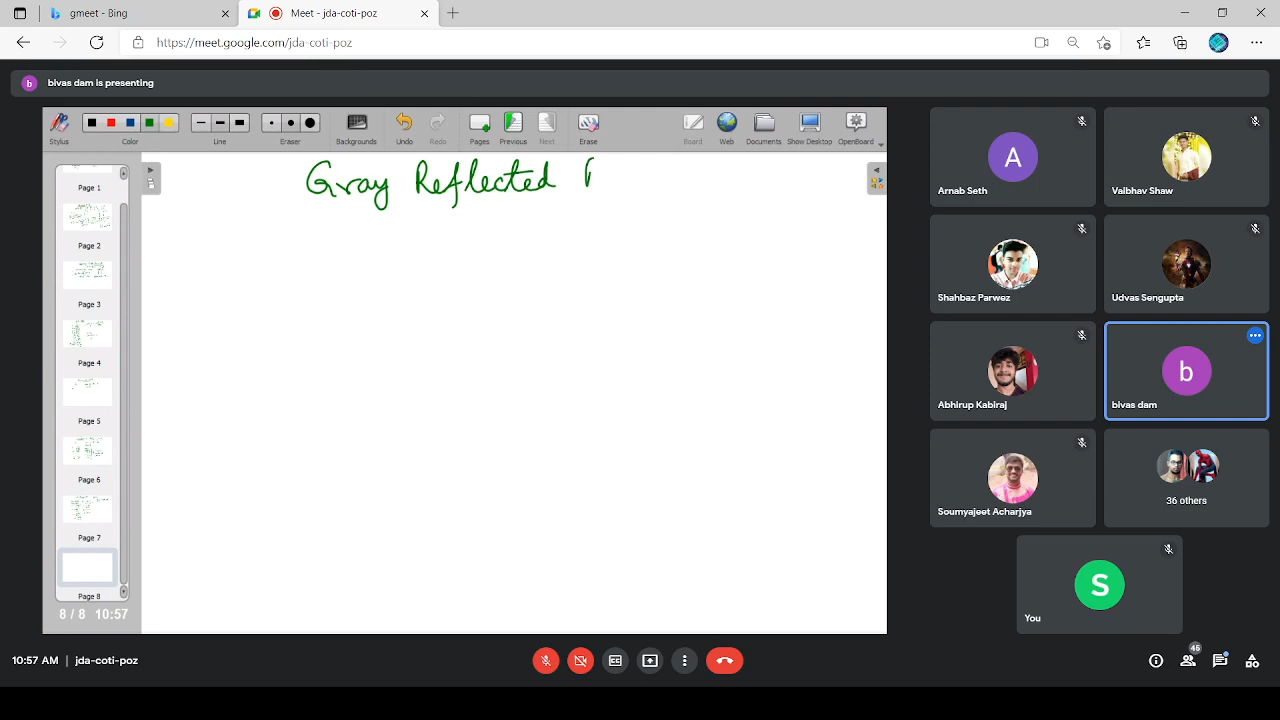 gmeet - Bing
Meet - jda-coti-poz
https://meet.google.com/jda-coti-poz
b
bivas dam is presenting
Stylus
Color
Line
Eraser
Backgrounds
Undo
Redo
Pages
Previous
Next
Erase
Board
Web
Documents
Show Desktop
OpenBoard
Gray Reflected
Page 1
Page 2
Page 3
Page 4
Page 5
Page 6
Page 7
Page 8
8 / 8 10:57
A
Arnab Seth
Vaibhav Shaw
Shahbaz Parwez
Udvas Sengupta
Abhirup Kabiraj
b
bivas dam
Soumyajeet Acharjya
36 others
S
You
10:57 AM | jda-coti-poz
45